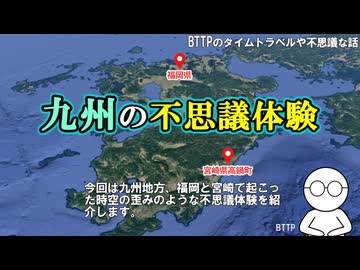 BTTPのタイムトラベルや不思議な話
福岡県
九州の不思議体験
宮崎県高鍋町
今回は九州地方、福岡と宮崎で起こっ
た時空の歪みのような不思議体験を紹
介します。
BTTP